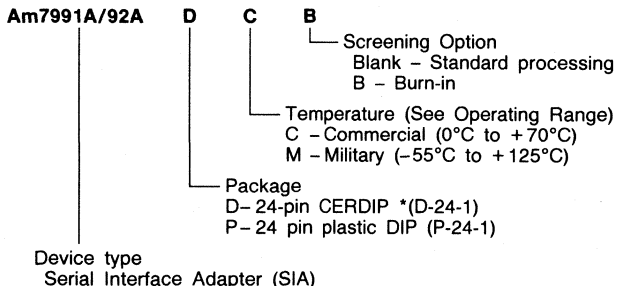 Am7991A/92A D C B
Screening Option
Blank – Standard processing
B – Burn-in
Temperature (See Operating Range)
C – Commercial (0°C to +70°C)
M – Military (–55°C to +125°C)
Package
D– 24-pin CERDIP *(D-24-1)
P– 24 pin plastic DIP (P-24-1)
Device type
Serial Interface Adapter (SIA)